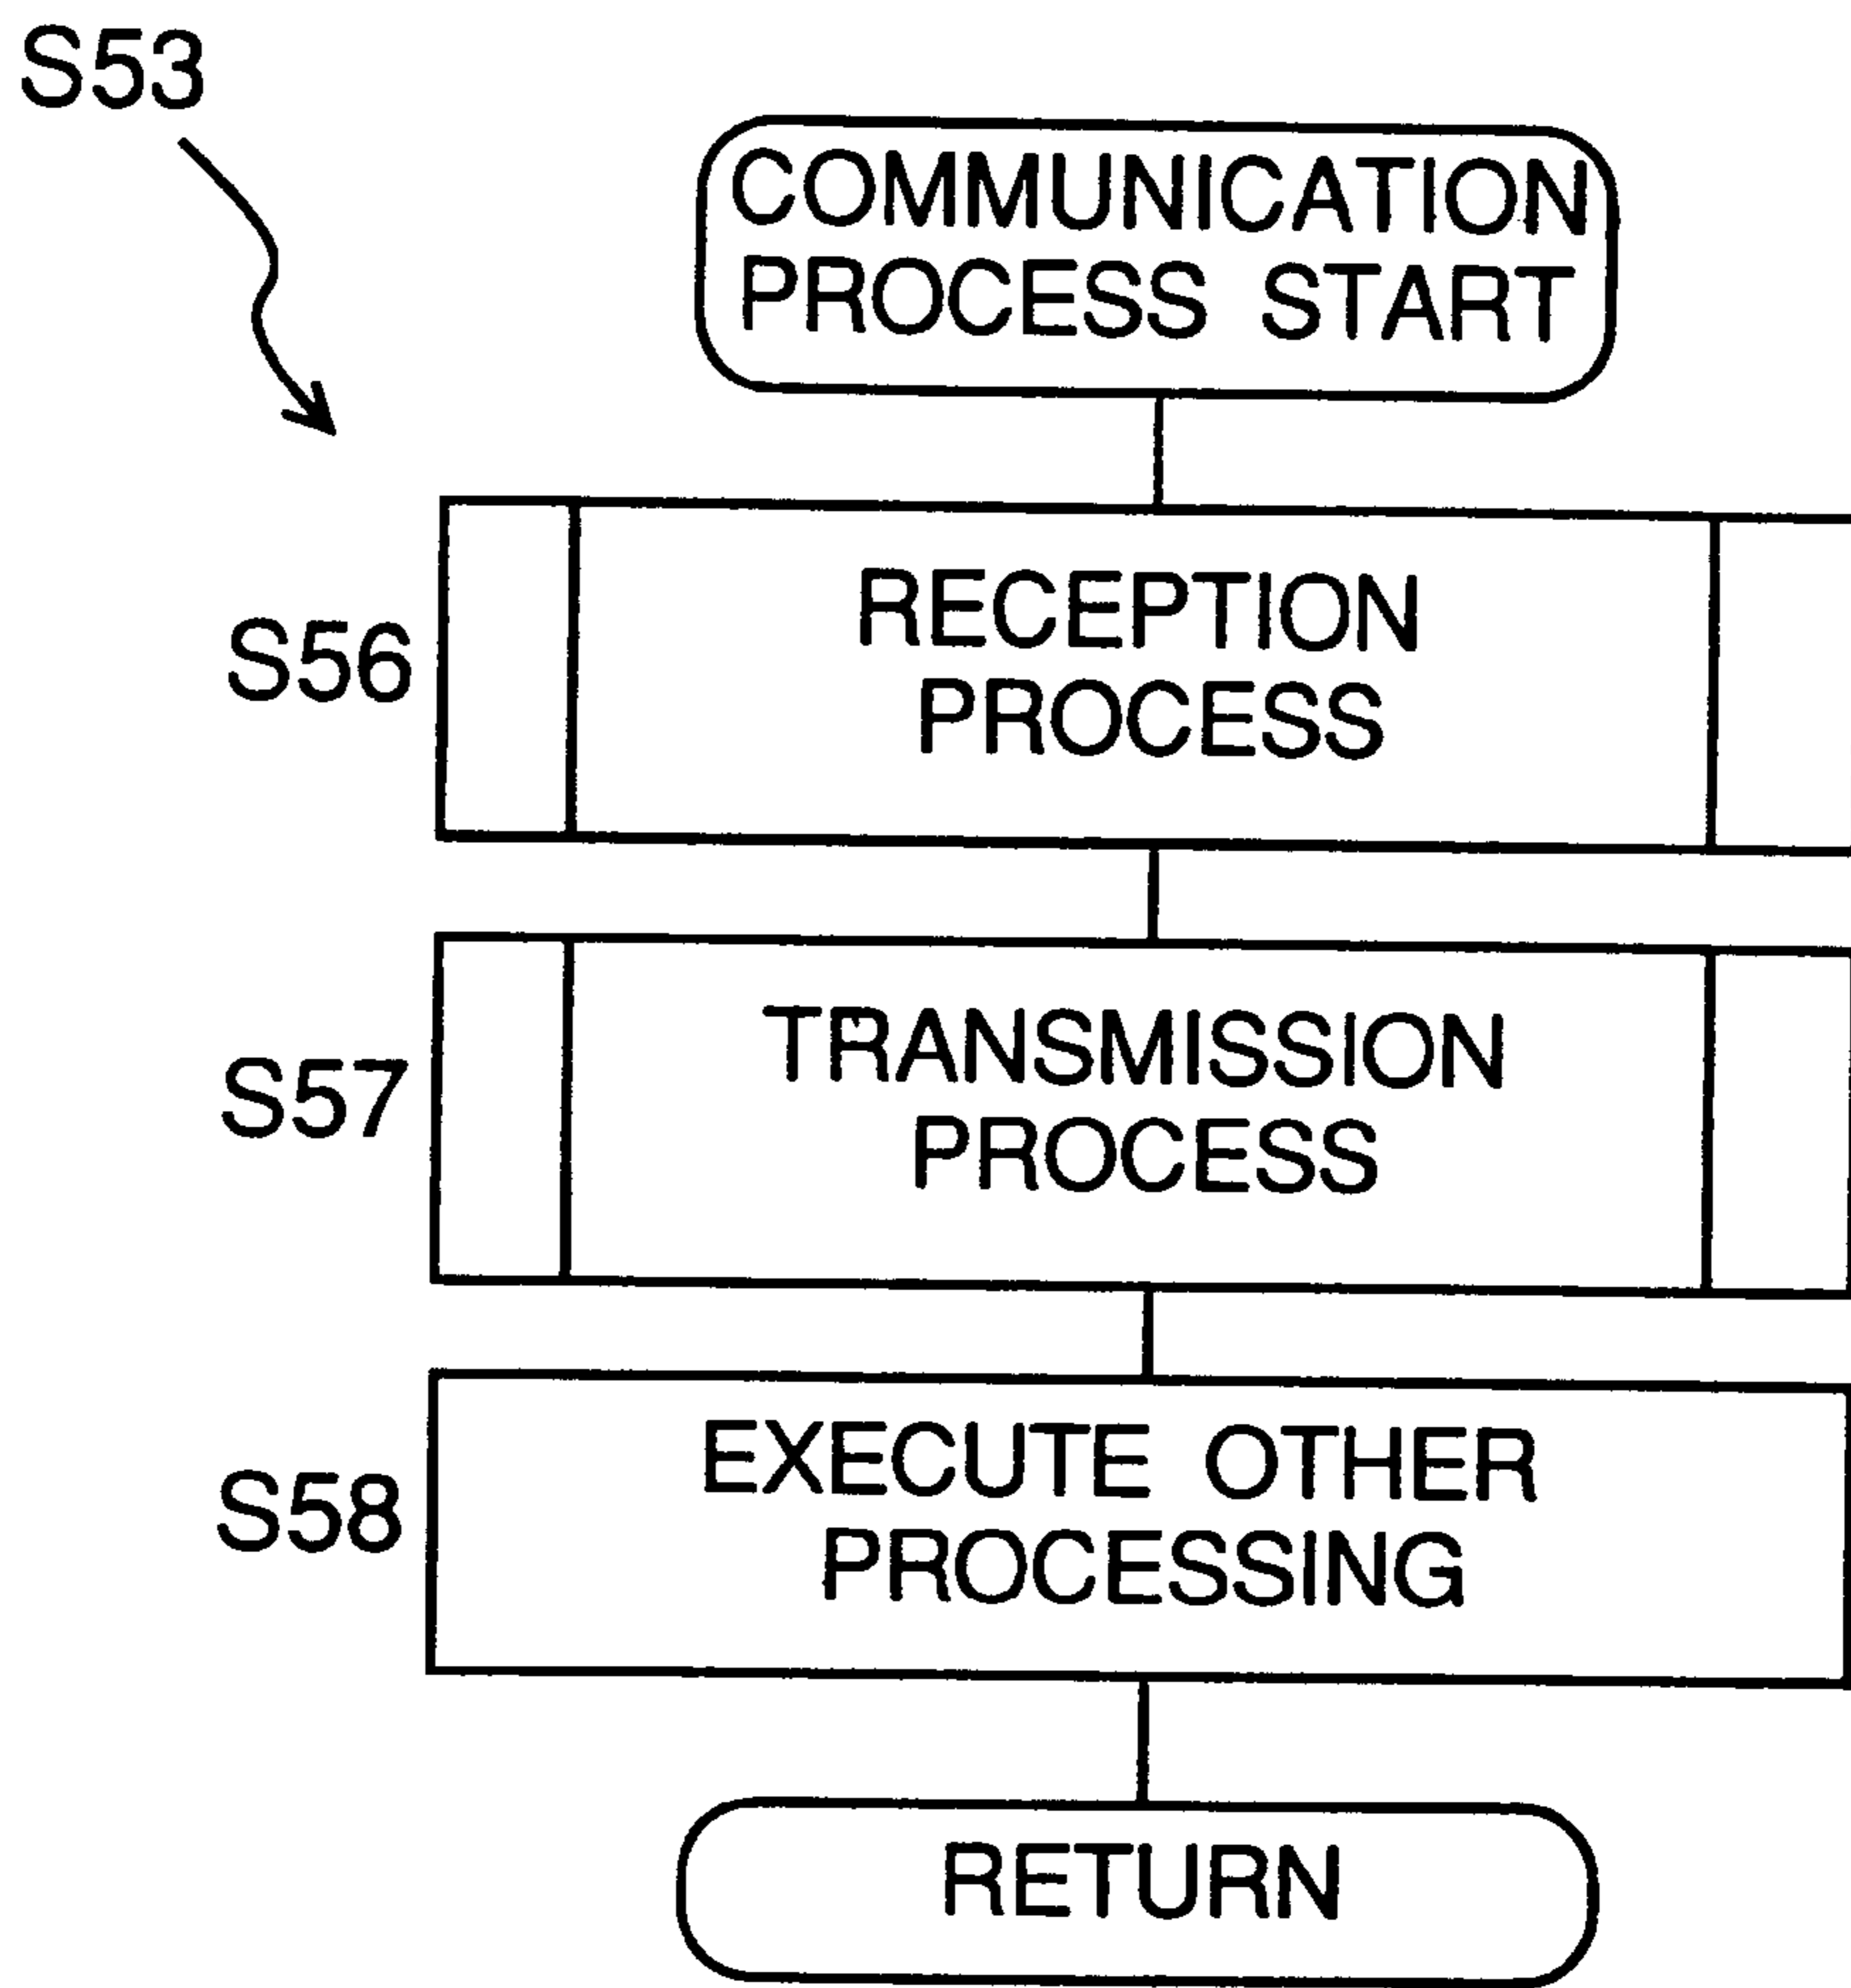 S53
COMMUNICATION
PROCESS START
S56
RECEPTION
PROCESS
S57
TRANSMISSION
PROCESS
S58
EXECUTE OTHER
PROCESSING
RETURN